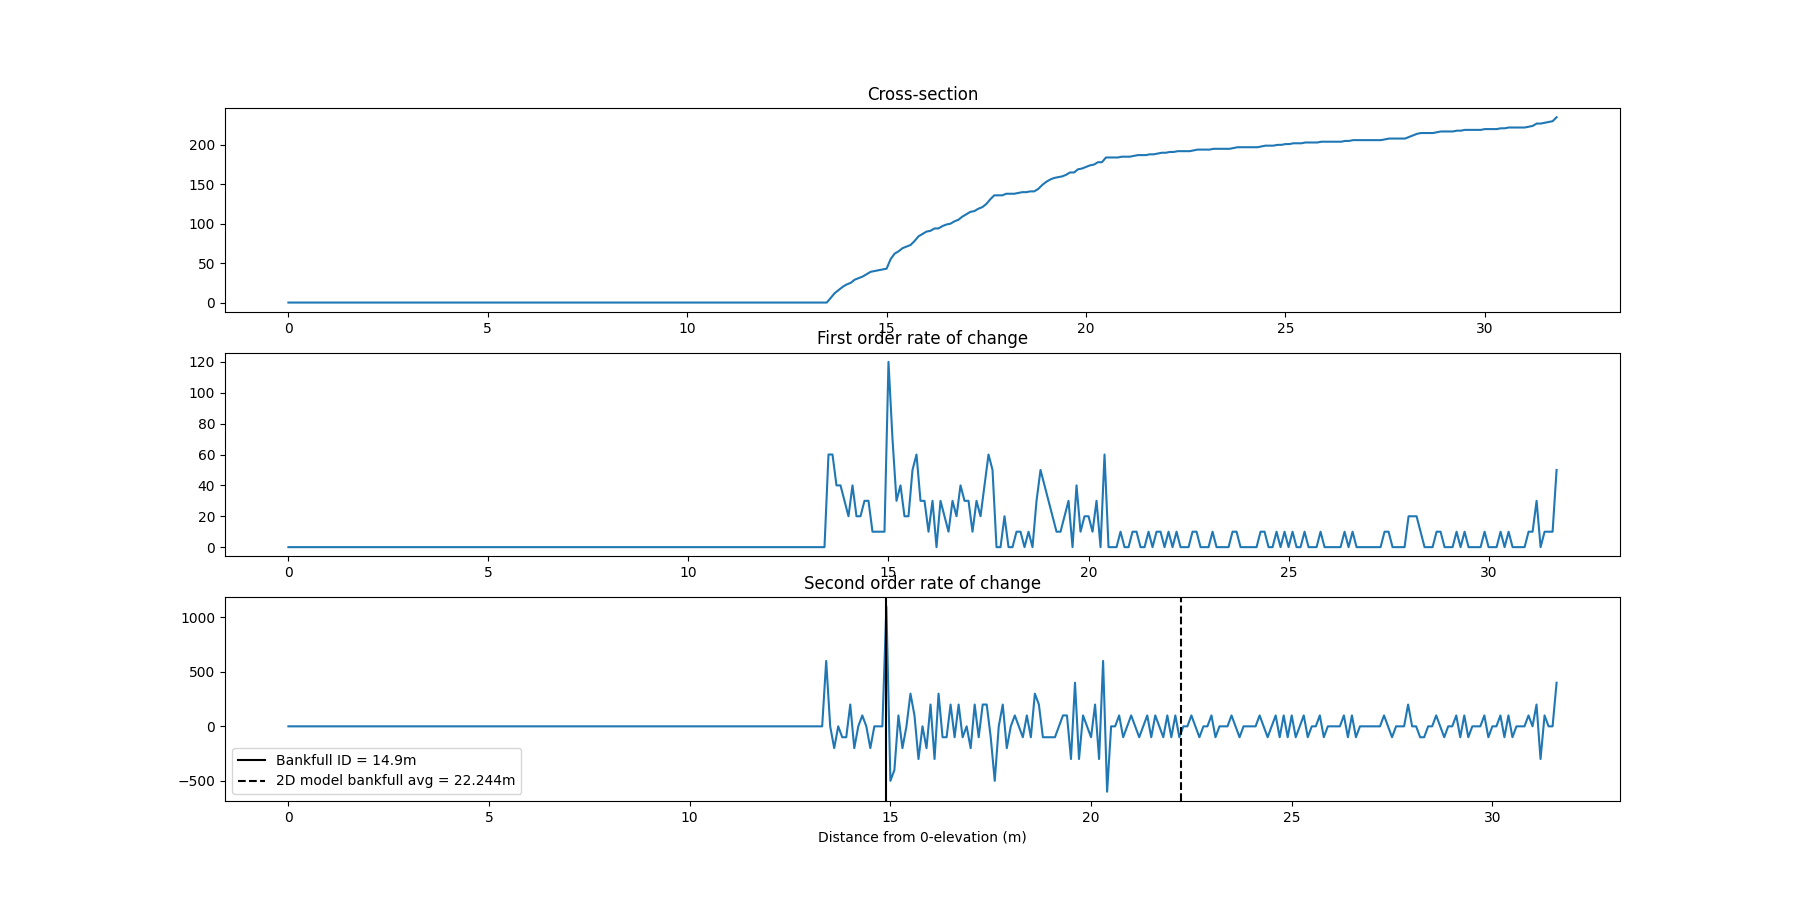 Cross-section
200
150
100
50
0
0 5 10 15 20 25 30
First order rate of change
120
100
80
60
40
20
0
0 5 10 15 20 25 30
Second order rate of change
1000
500
0
−500
Bankfull ID = 14.9m
2D model bankfull avg = 22.244m
0 5 10 15 20 25 30
Distance from 0-elevation (m)